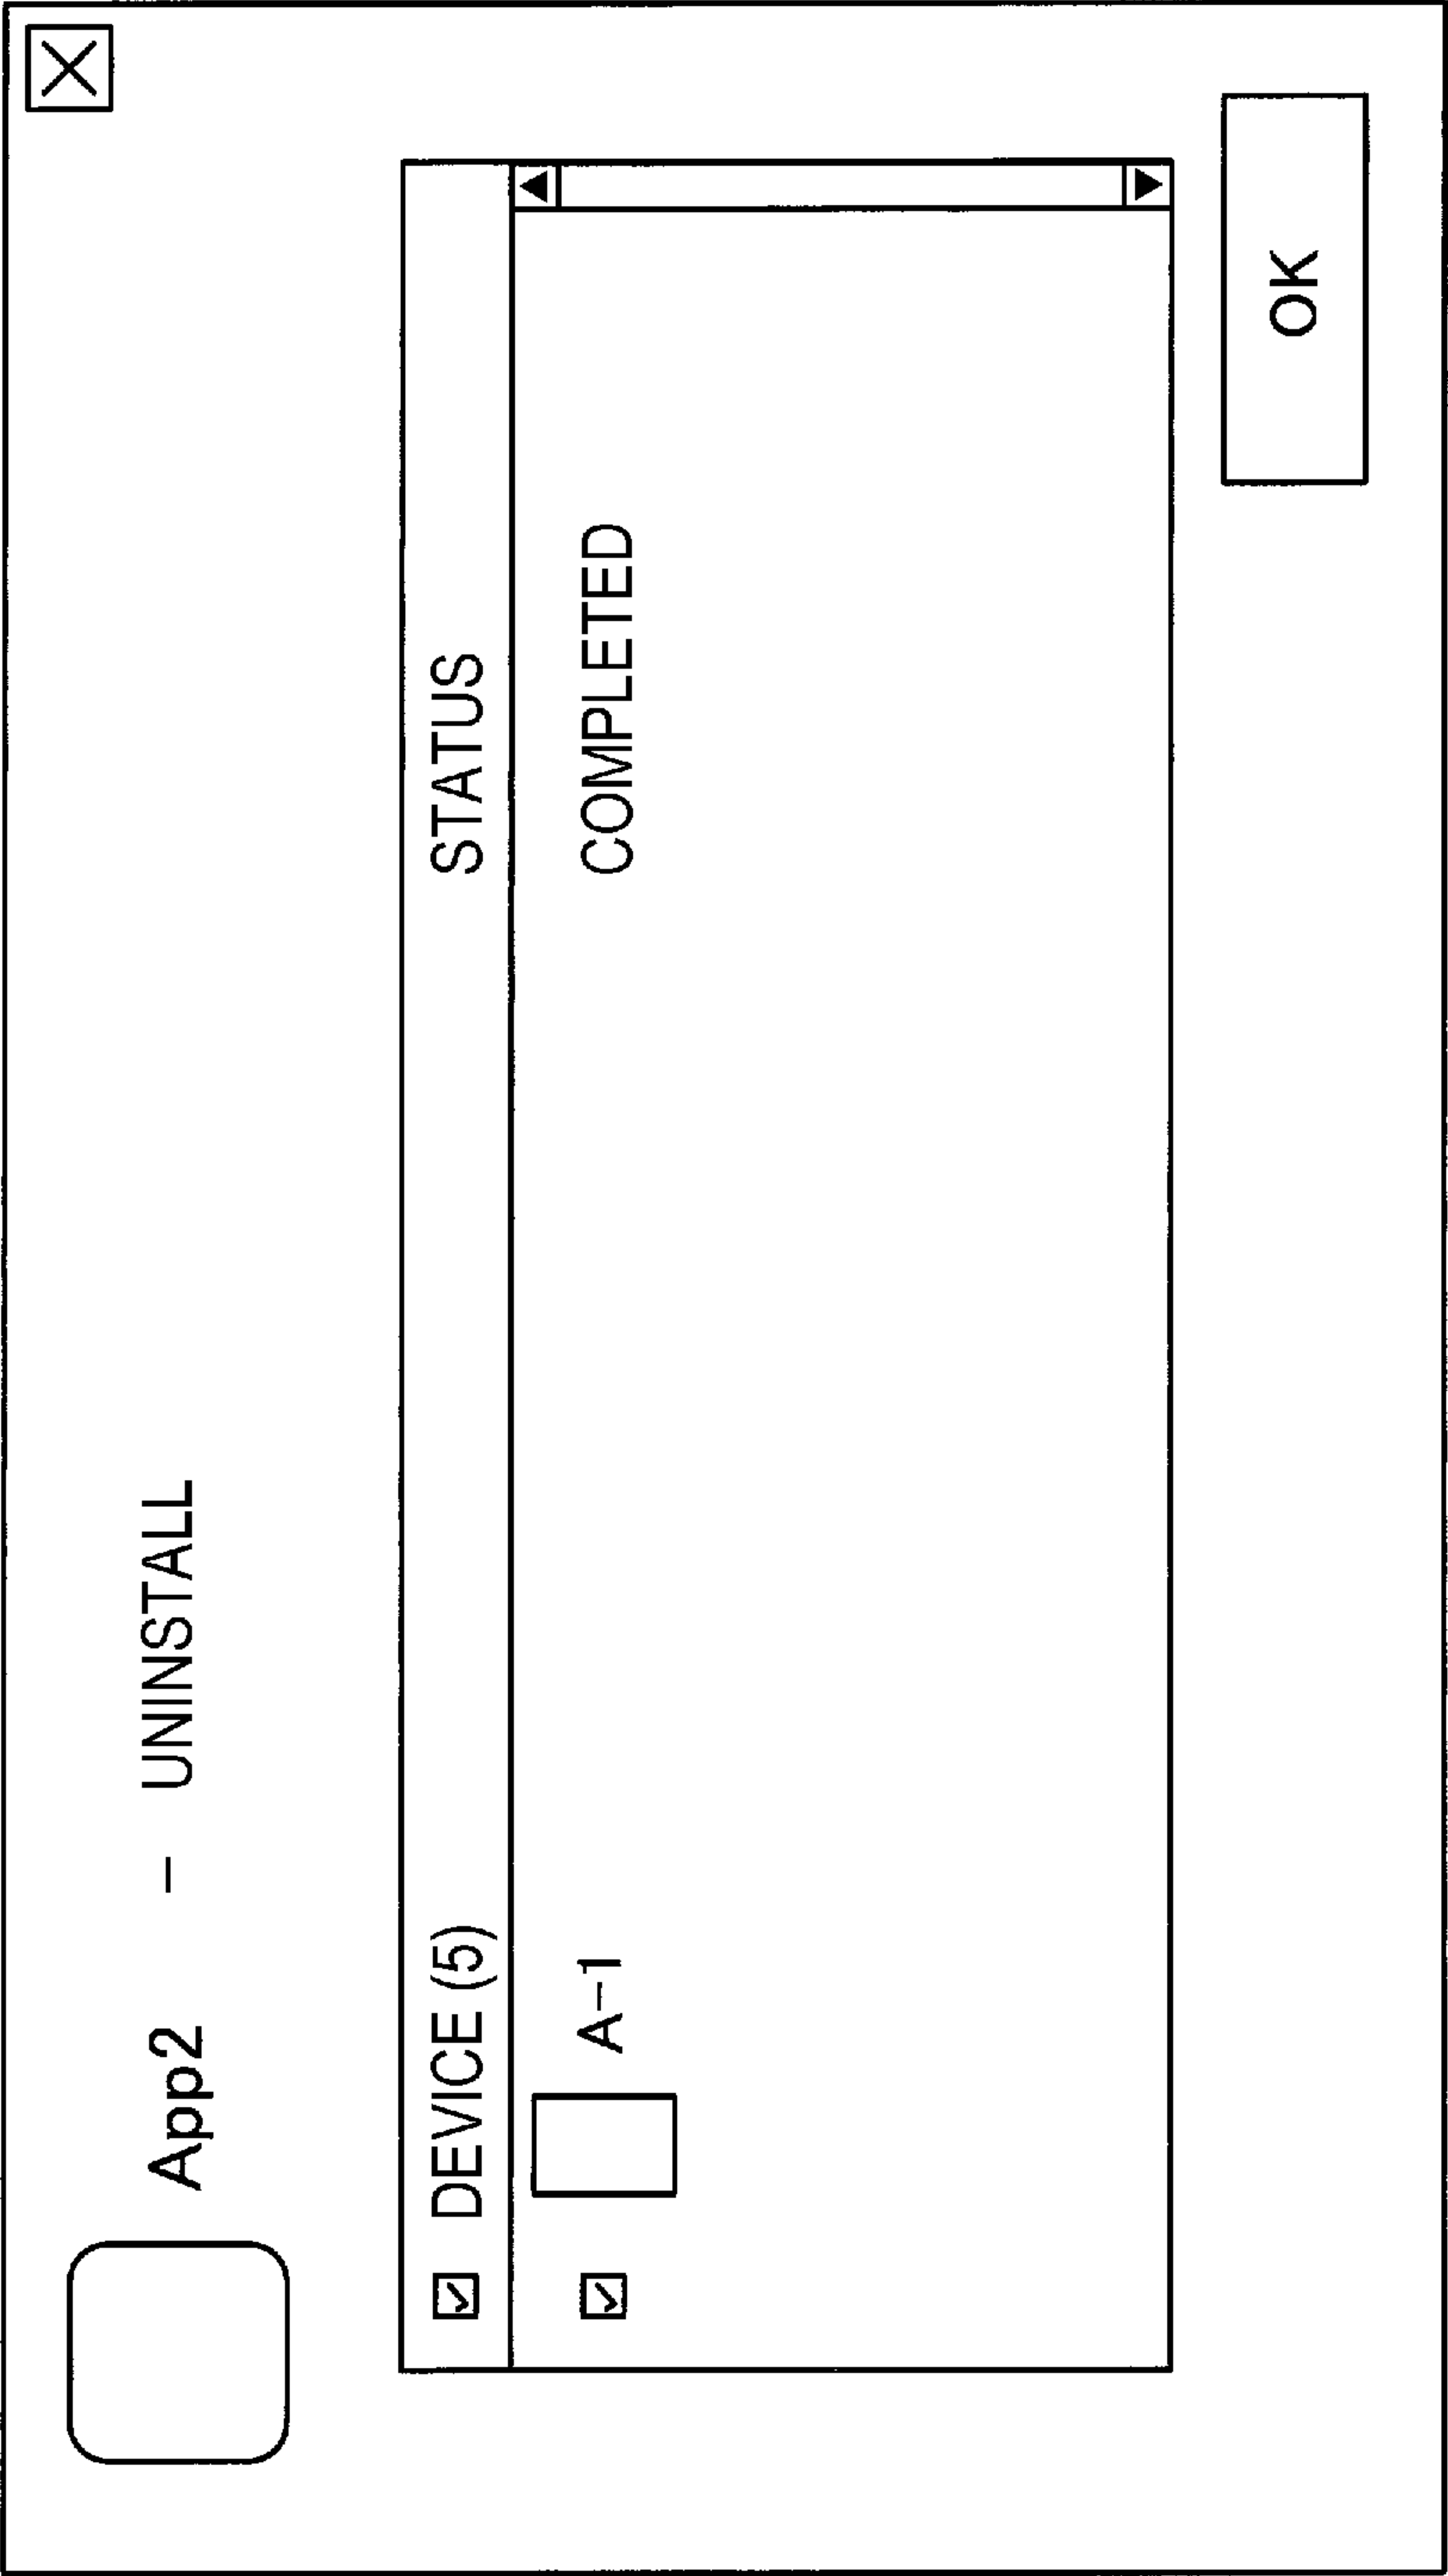 App2 - UNINSTALL
DEVICE (5) STATUS
A-1 COMPLETED
OK